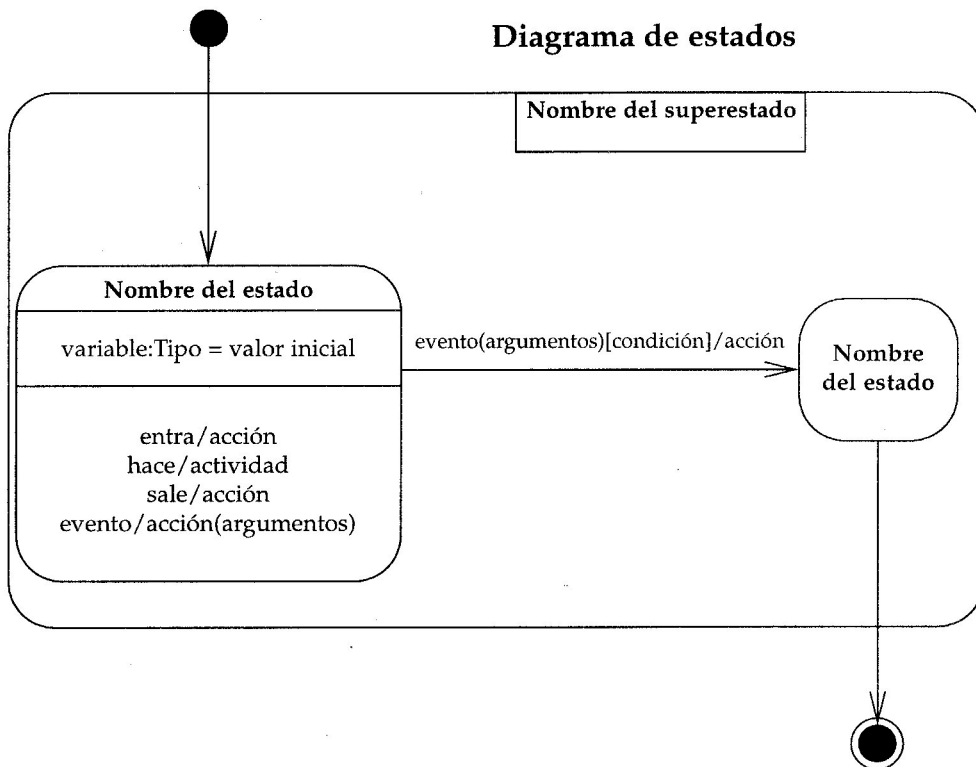 Diagrama de estados
Nombre del superestado
Nombre del estado
variable:Tipo = valor inicial
entra/acción
hace/actividad
sale/acción
evento/acción(argumentos)
evento(argumentos)[condición]/acción
Nombre
del estado